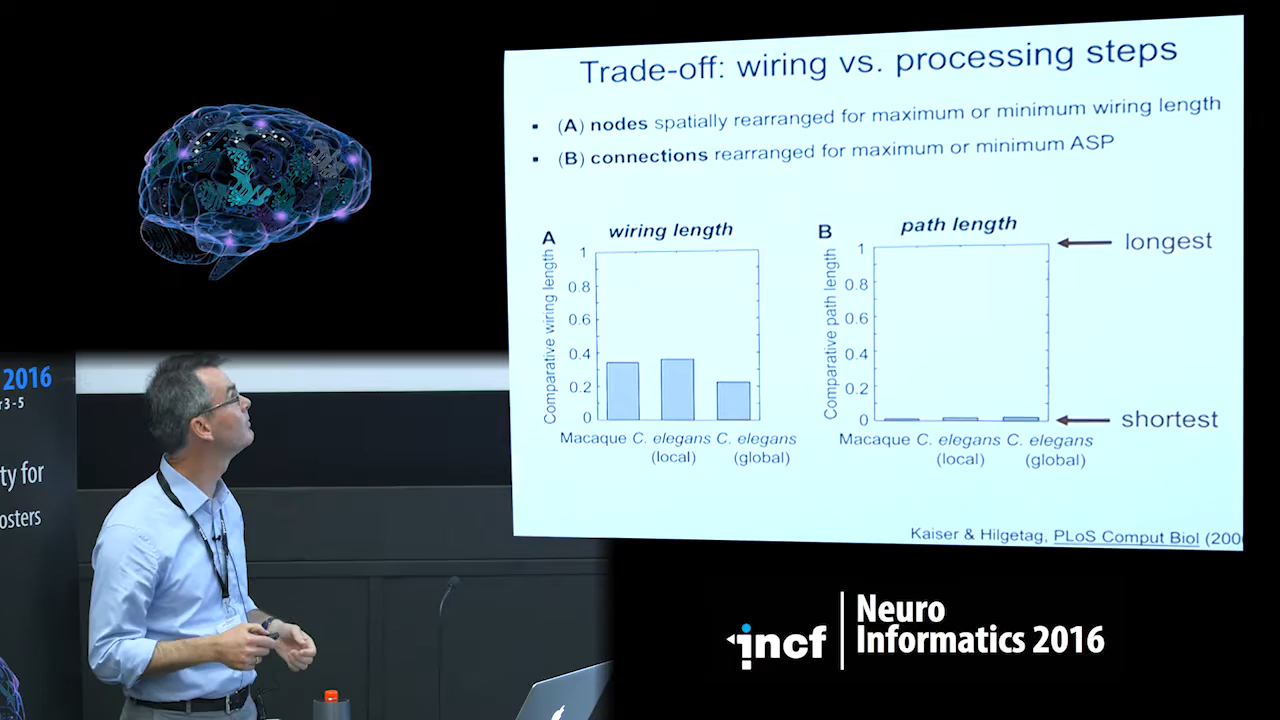 Trade-off: wiring vs. processing steps
(A) nodes spatially rearranged for maximum or minimum wiring length
(B) connections rearranged for maximum or minimum ASP
A
wiring length
Comparative wiring length
1
0.8
0.6
0.4
0.2
0
Macaque C. elegans C. elegans
(local) (global)
B
path length
Comparative path length
1
0.8
0.6
0.4
0.2
0
Macaque C. elegans C. elegans
(local) (global)
longest
shortest
Kaiser & Hilgetag, PLoS Comput Biol (200
2016
r 3 - 5
ty for
osters
incf
Neuro
Informatics 2016